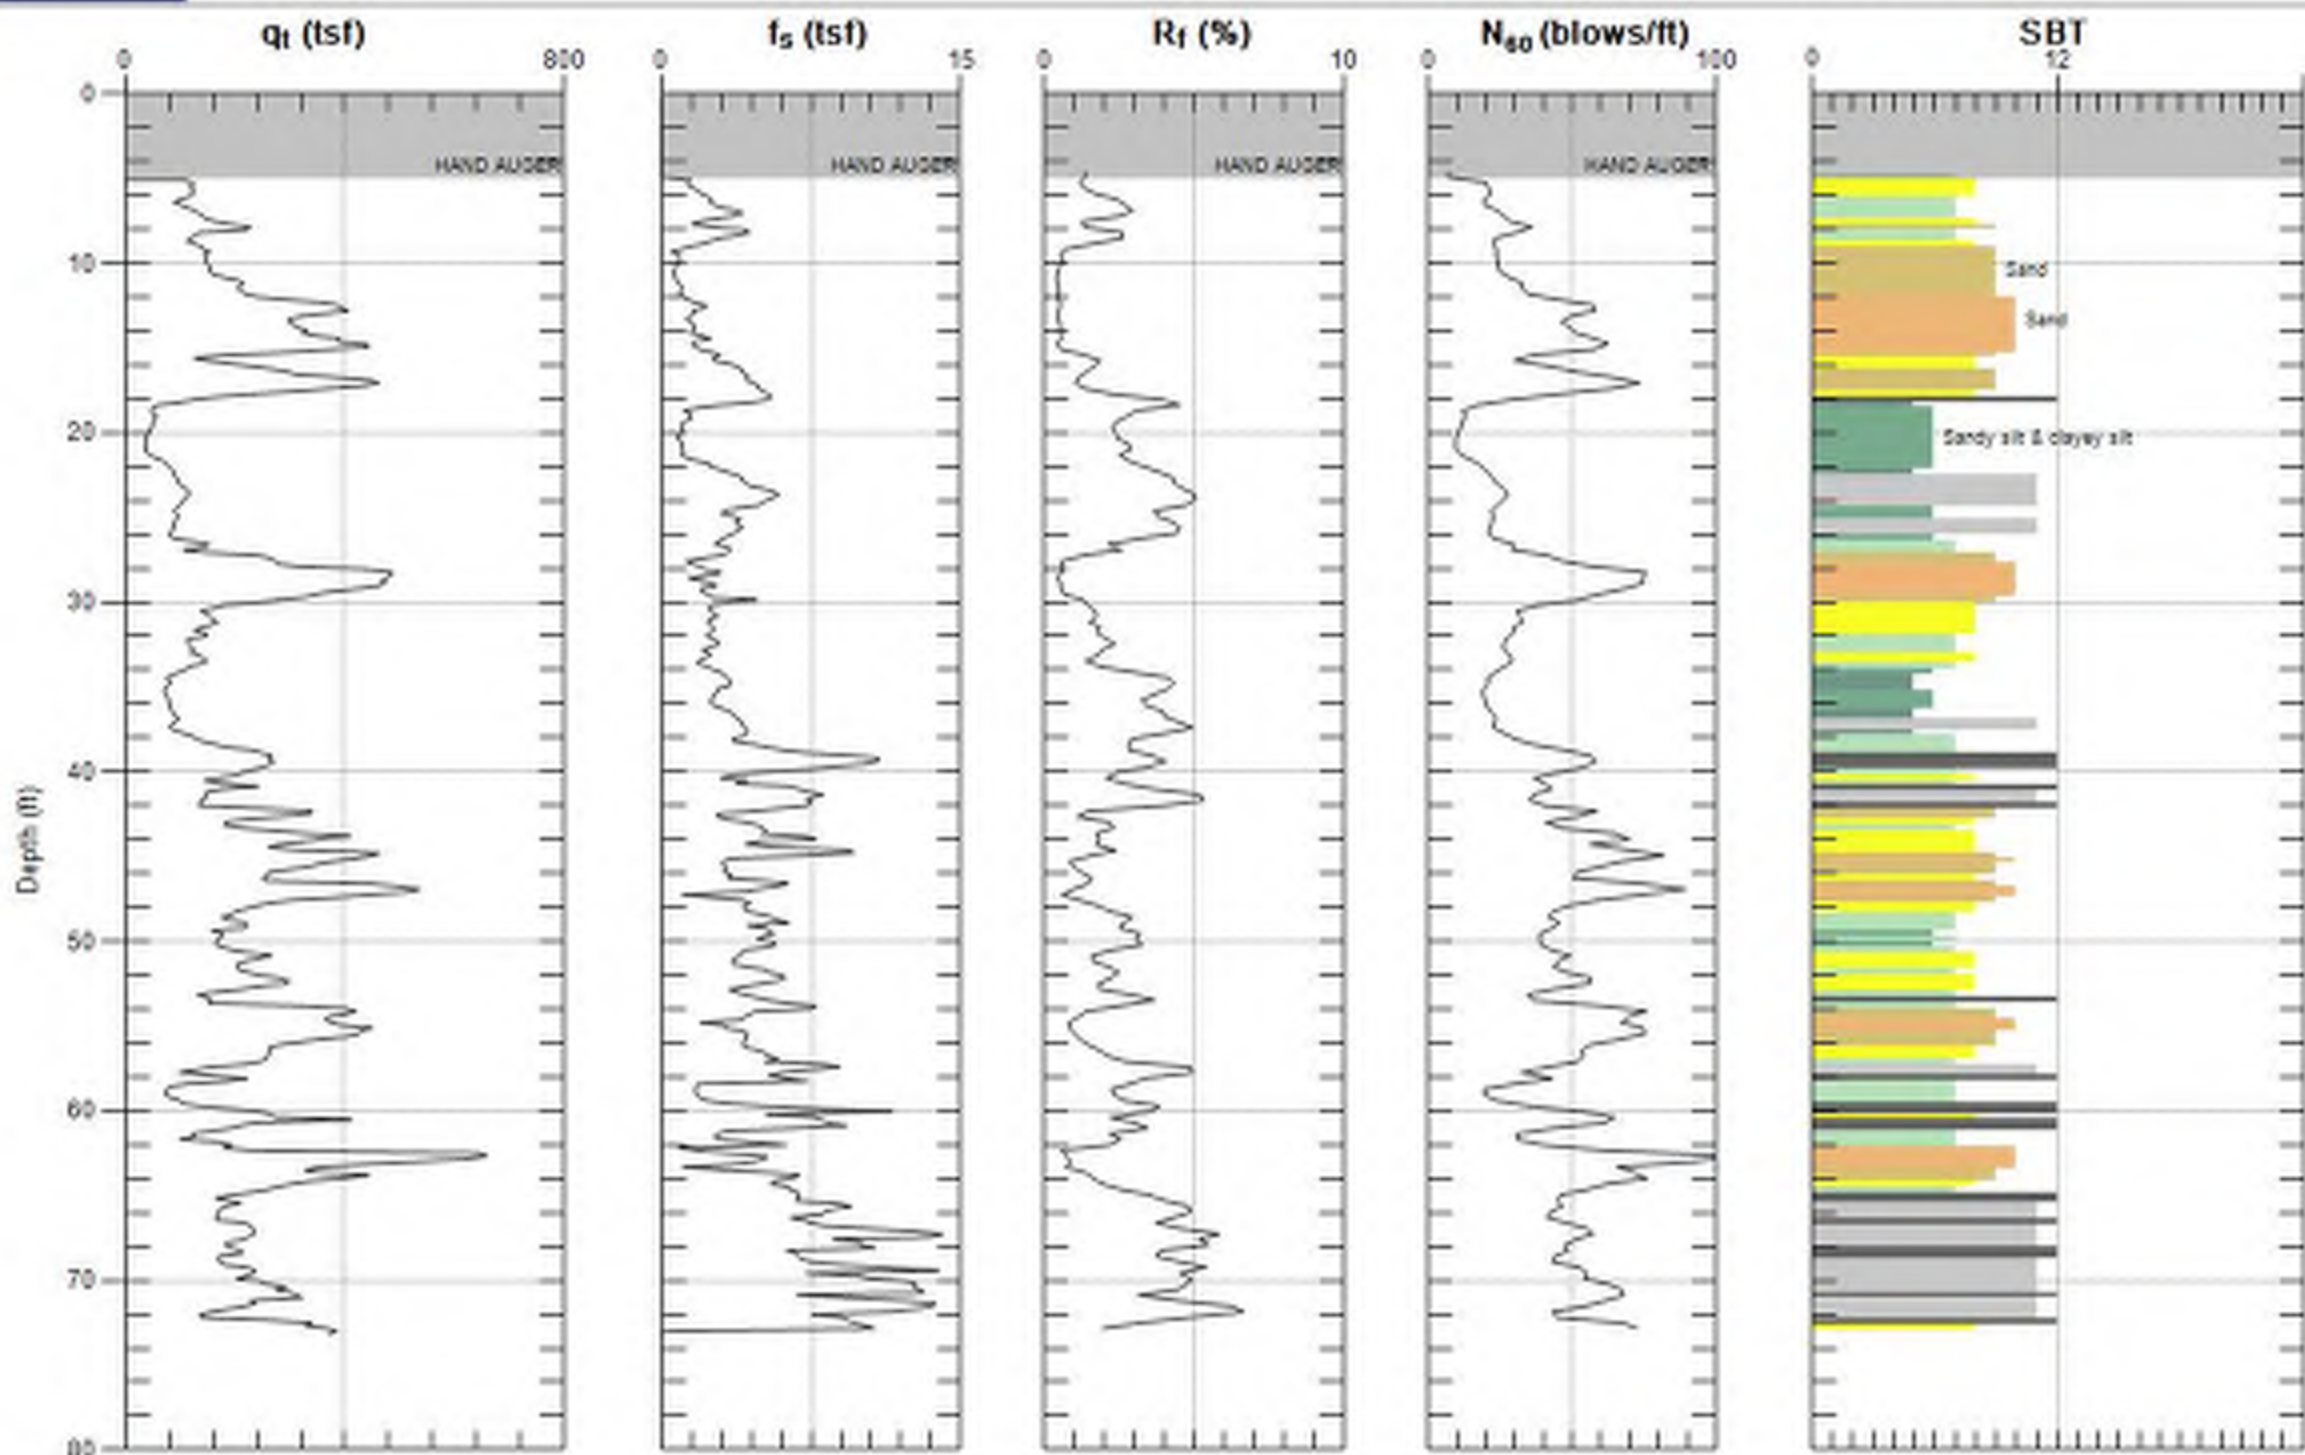 qt (tsf) fs (tsf) Rf (%) N60 (blows/ft) SBT
0 800 0 15 0 10 0 100 0 12
0
HAND AUGER HAND AUGER HAND AUGER HAND AUGER
10
Sand
Sand
20
Sandy silt & clayey silt
30
40
Depth (ft)
50
60
70
80